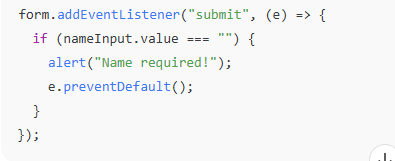 form.addEventListener("submit", (e) => {
  if (nameInput.value === "") {
    alert("Name required!");
    e.preventDefault();
  }
});